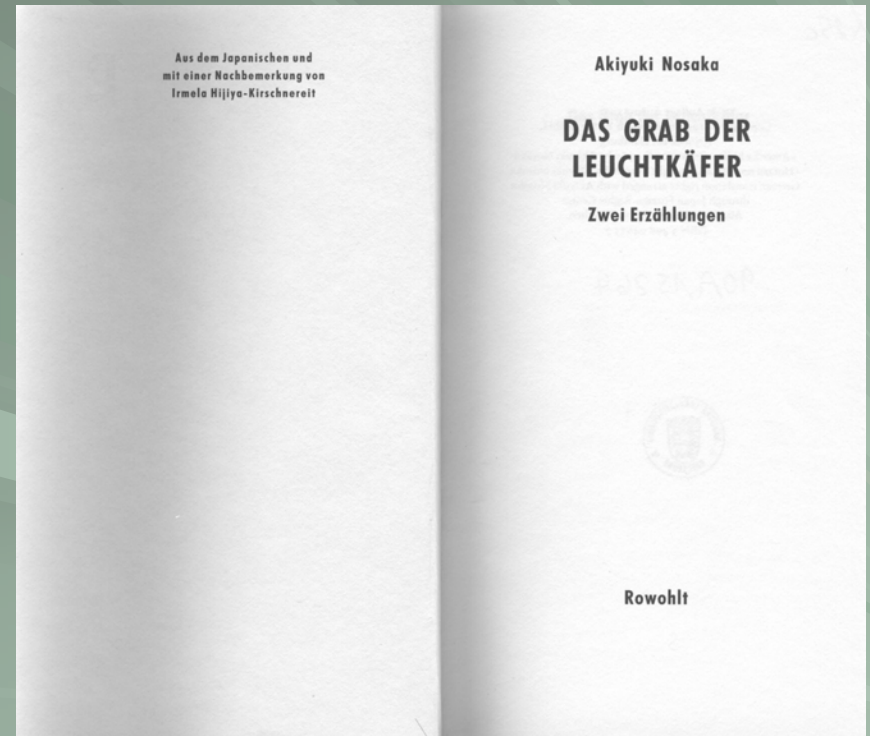 Aus dem Japanischen und
mit einer Nachbemerkung von
Irmela Hijiya-Kirschnereit
Akiyuki Nosaka
DAS GRAB DER
LEUCHTKÄFER
Zwei Erzählungen
Rowohlt